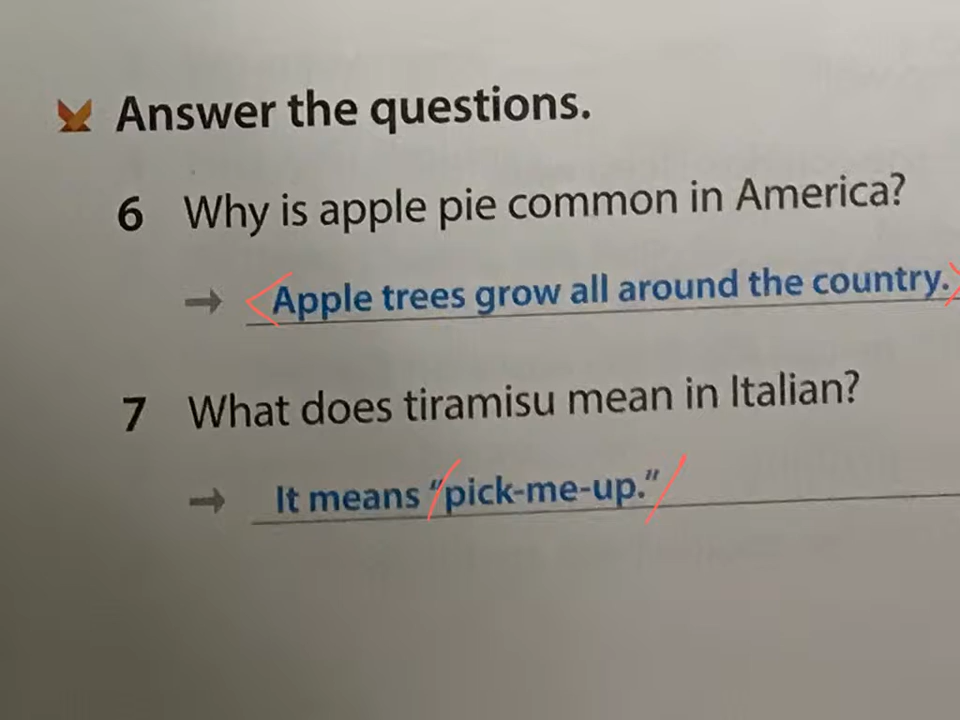 Answer the questions.
6 Why is apple pie common in America?
→ Apple trees grow all around the country.
7 What does tiramisu mean in Italian?
→ It means “pick-me-up.”